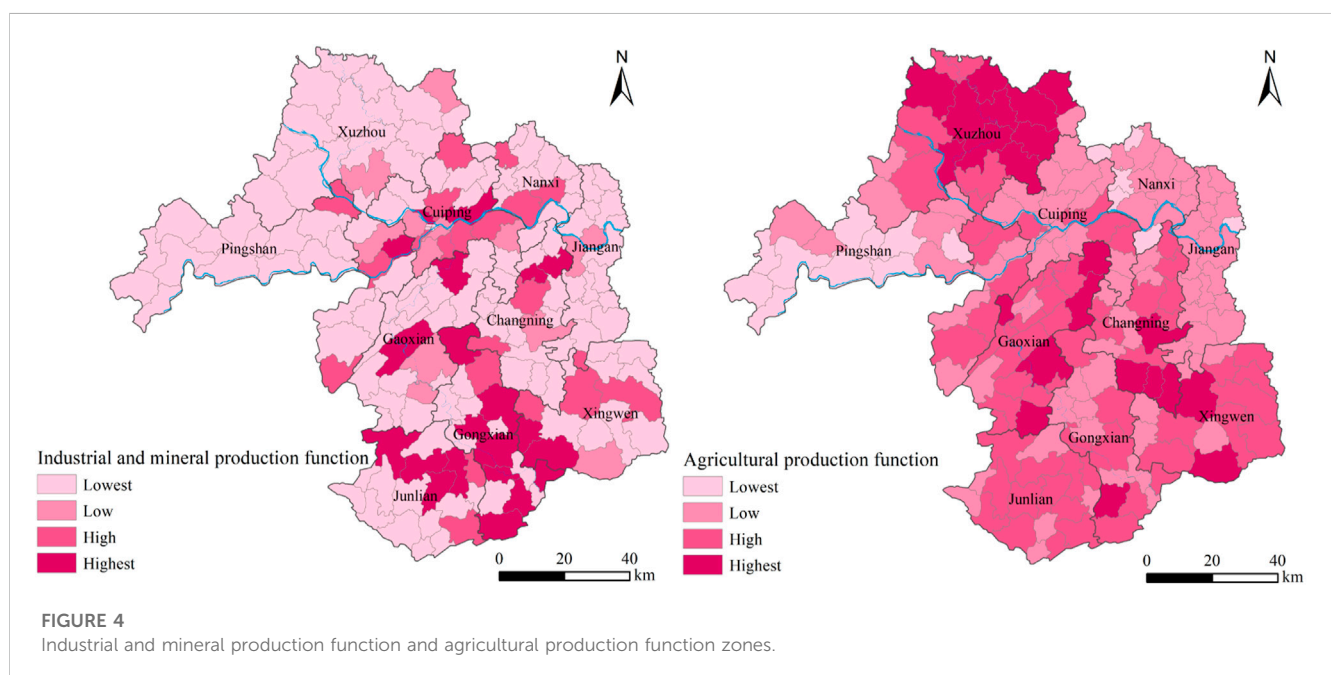 N
Xuzhou
Nanxi
Cuiping
Pingshan
Jiangan
Changning
Gaoxian
Xingwen
Gongxian
Junlian
Industrial and mineral production function
Lowest
Low
High
Highest
0 20 40
km
N
Xuzhou
Nanxi
Cuiping
Pingshan
Jiangan
Changning
Gaoxian
Xingwen
Gongxian
Junlian
Agricultural production function
Lowest
Low
High
Highest
0 20 40
km
FIGURE 4
Industrial and mineral production function and agricultural production function zones.